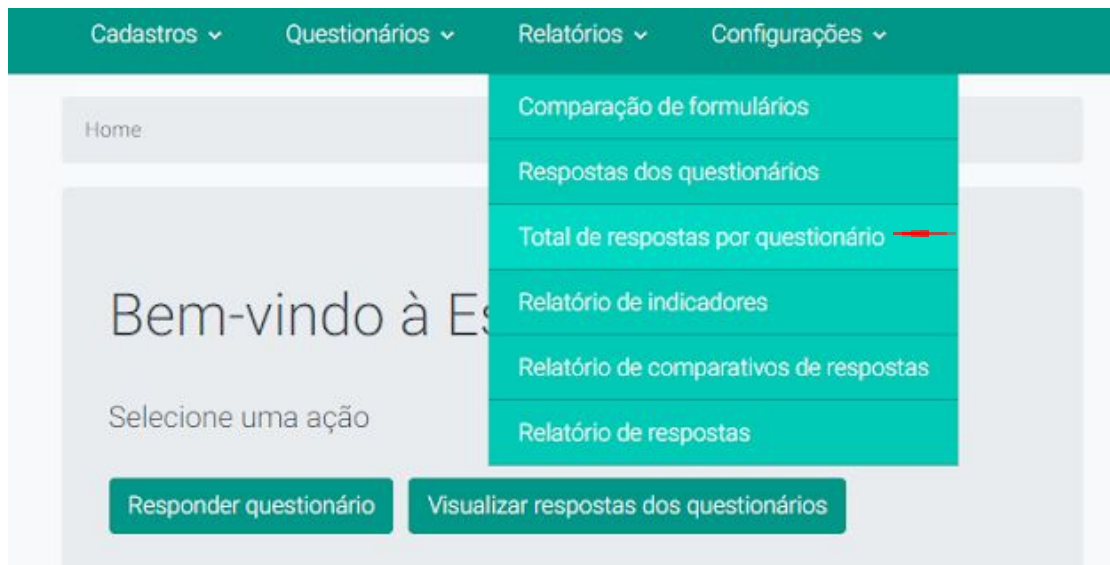 Cadastros Questionários Relatórios Configurações
Home
Comparação de formulários
Respostas dos questionários
Total de respostas por questionário
Relatório de indicadores
Relatório de comparativos de respostas
Relatório de respostas
Bem-vindo à
Selecione uma ação
Responder questionário Visualizar respostas dos questionários